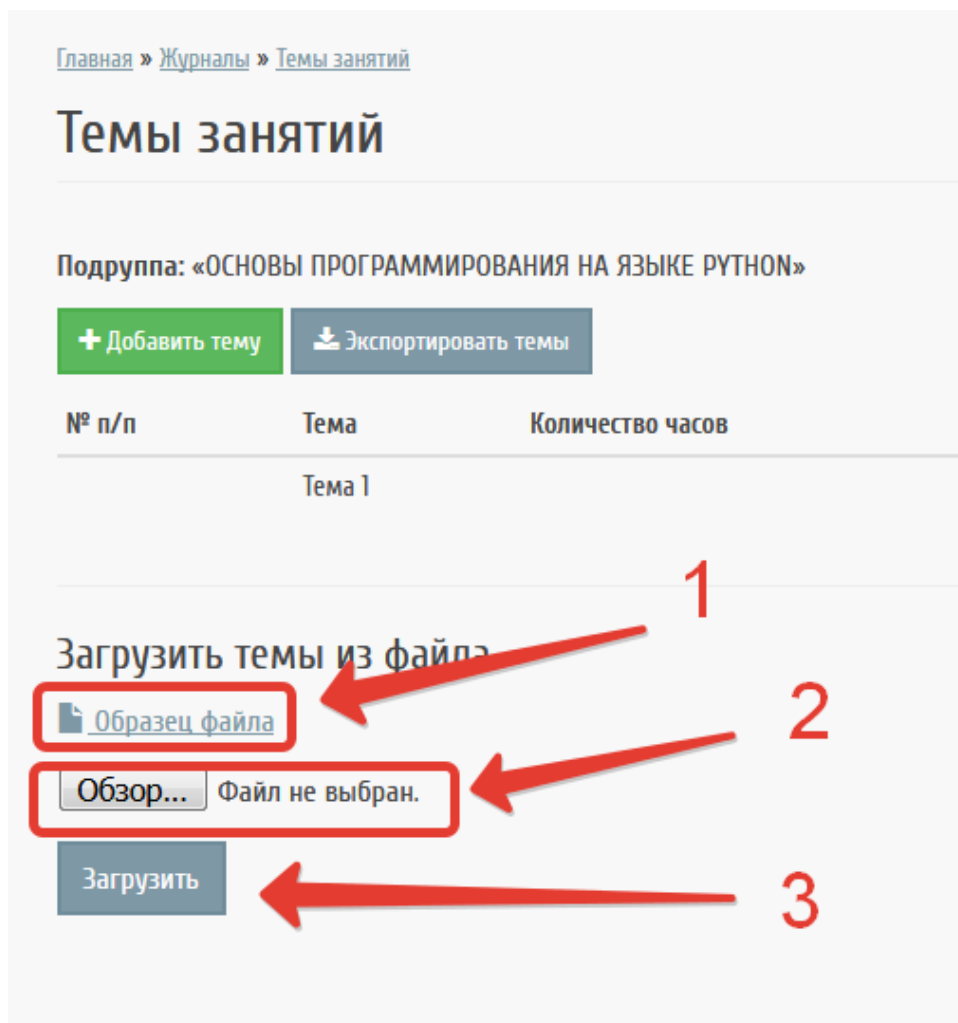 Главная » Журналы » Темы занятий
Темы занятий
Подруппа: «ОСНОВЫ ПРОГРАММИРОВАНИЯ НА ЯЗЫКЕ PYTHON»
Добавить тему Экспортировать темы
№ п/п Тема Количество часов
Тема 1
1
Загрузить темы из файла
Образец файла
2
Обзор... Файл не выбран.
Загрузить
3